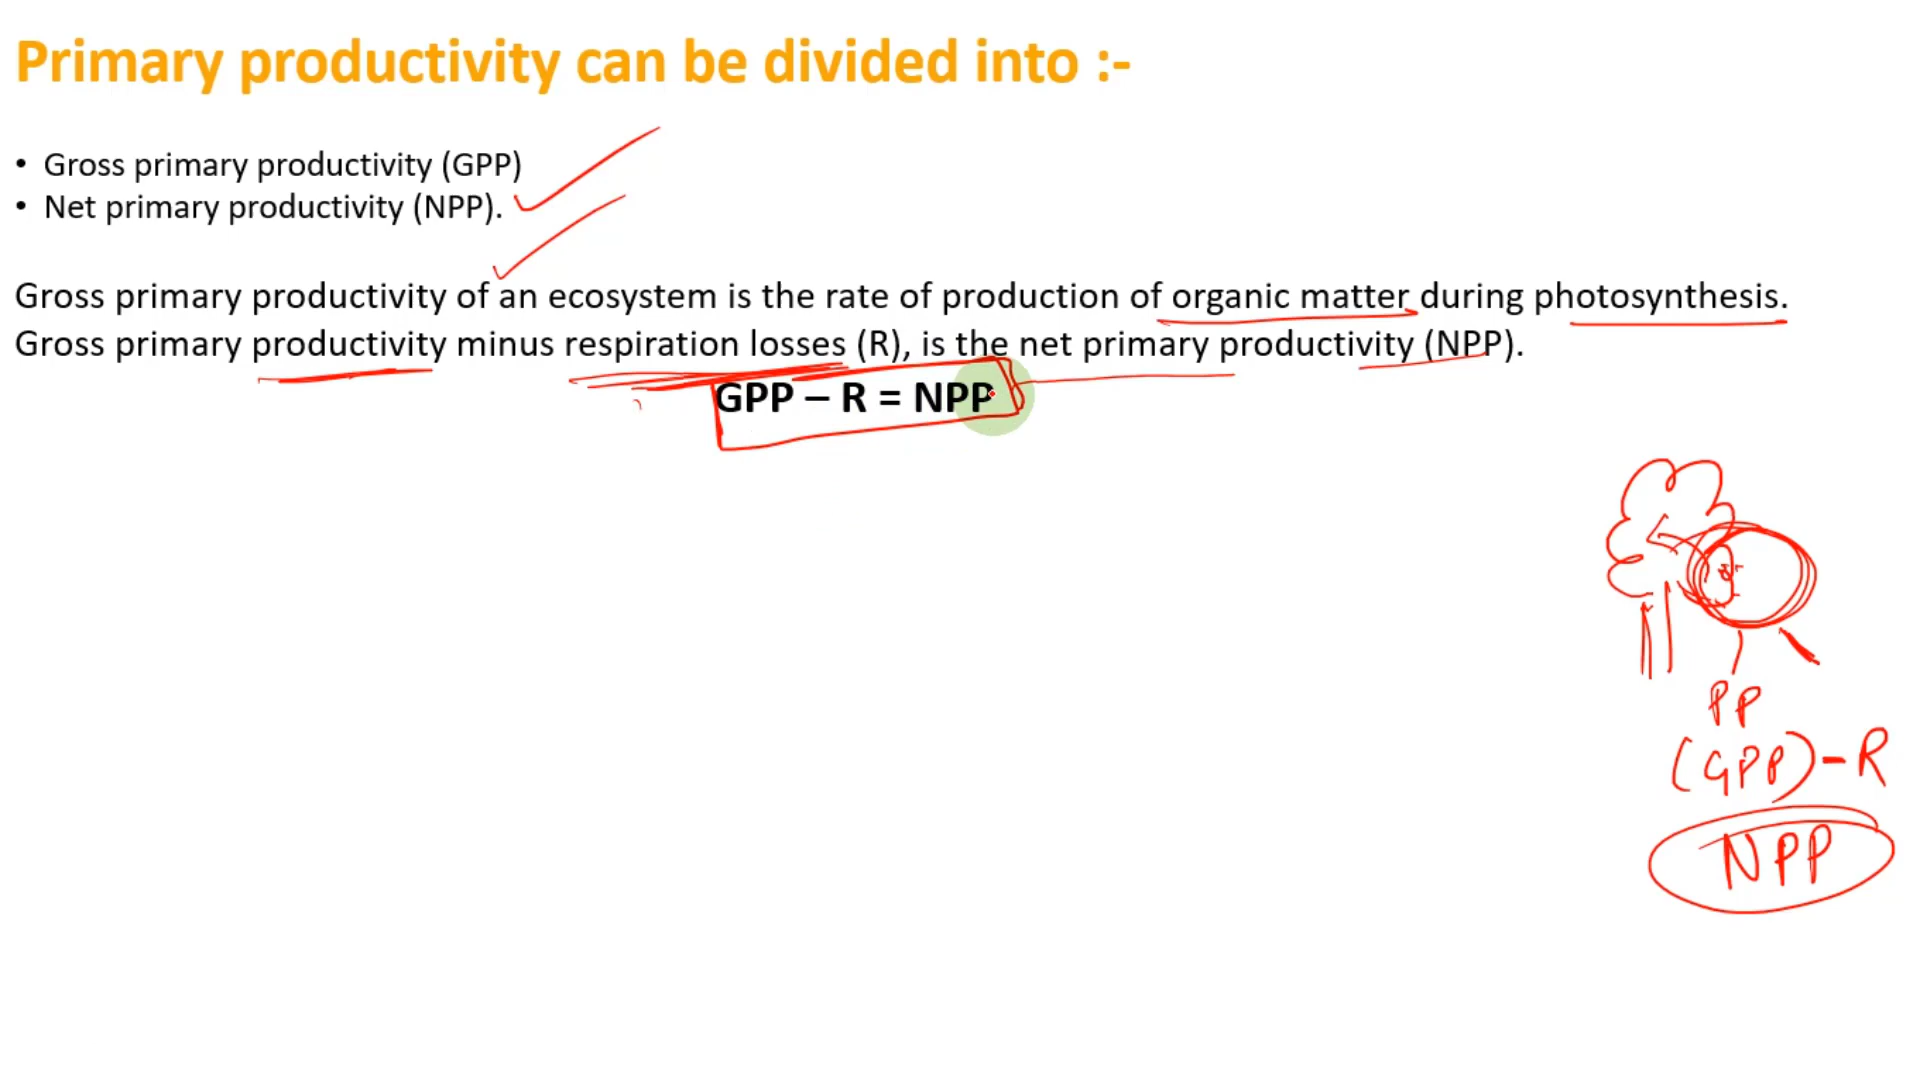 Primary productivity can be divided into :-
• Gross primary productivity (GPP)
• Net primary productivity (NPP).
Gross primary productivity of an ecosystem is the rate of production of organic matter during photosynthesis.
Gross primary productivity minus respiration losses (R), is the net primary productivity (NPP).
GPP – R = NPP
PP
(GPP) - R
NPP